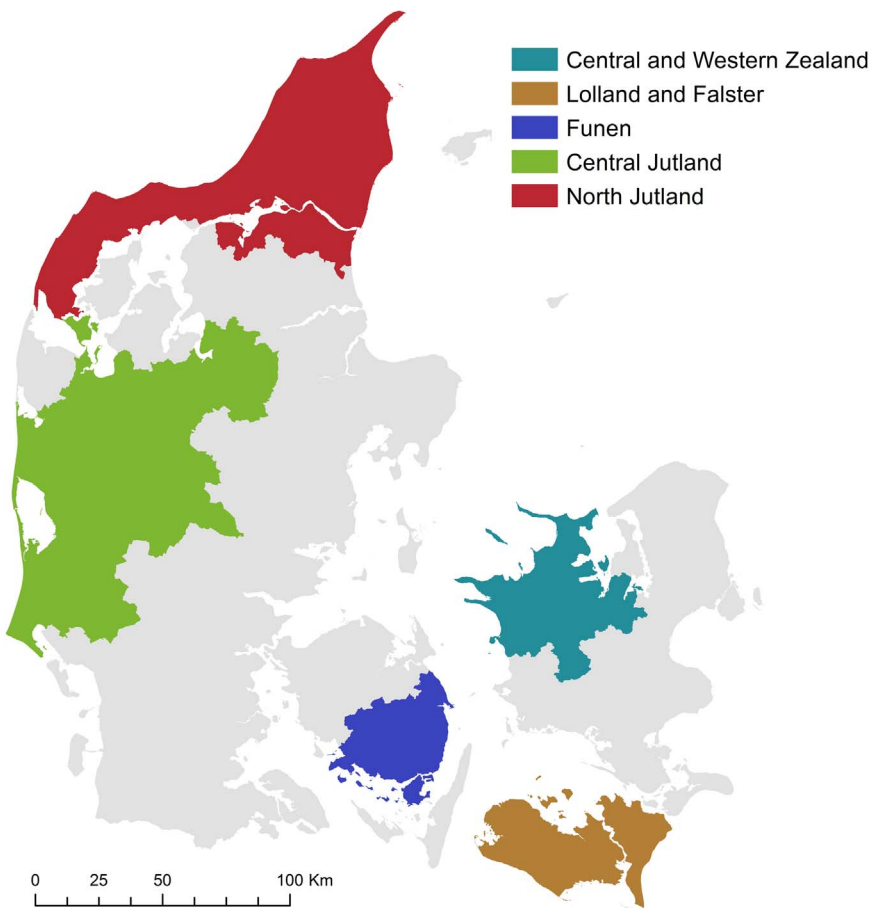 Central and Western Zealand
Lolland and Falster
Funen
Central Jutland
North Jutland
0 25 50 100 Km